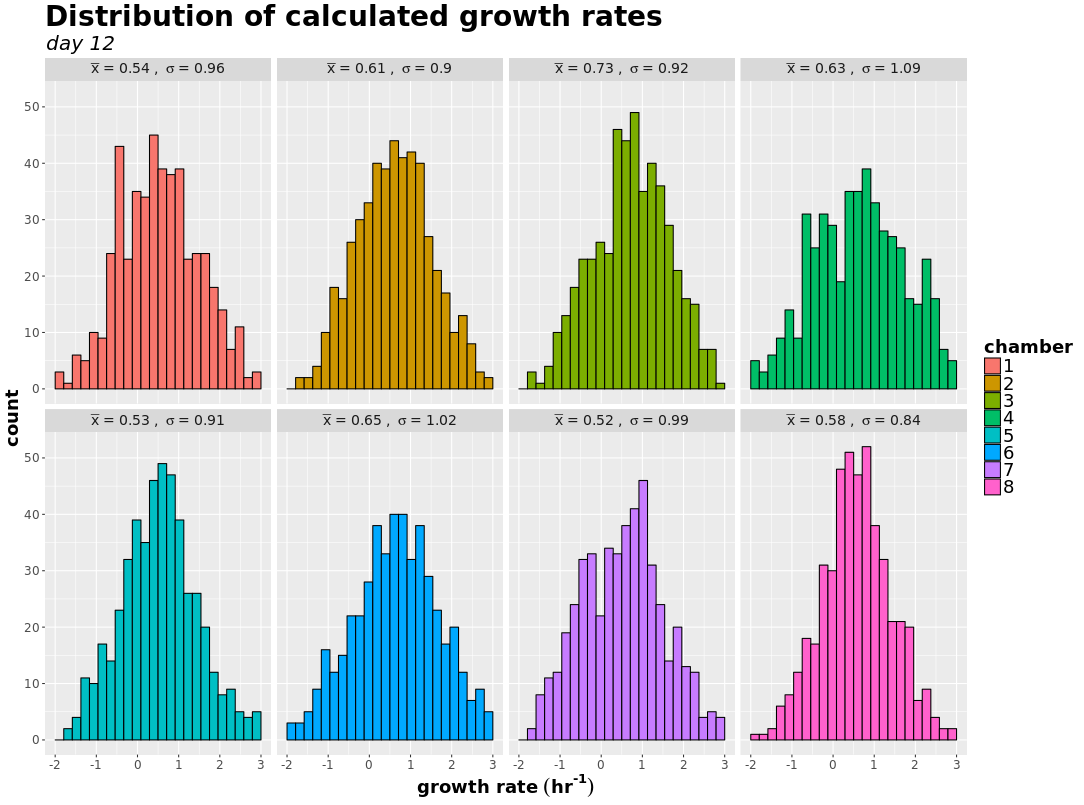 Distribution of calculated growth rates
day 12
x̅ = 0.54 , σ = 0.96
x̅ = 0.61 , σ = 0.9
x̅ = 0.73 , σ = 0.92
x̅ = 0.63 , σ = 1.09
50
40
30
20
10
0
x̅ = 0.53 , σ = 0.91
x̅ = 0.65 , σ = 1.02
x̅ = 0.52 , σ = 0.99
x̅ = 0.58 , σ = 0.84
50
40
30
20
10
0
-2 -1 0 1 2 3
-2 -1 0 1 2 3
-2 -1 0 1 2 3
-2 -1 0 1 2 3
count
growth rate (hr⁻¹)
chamber
1
2
3
4
5
6
7
8